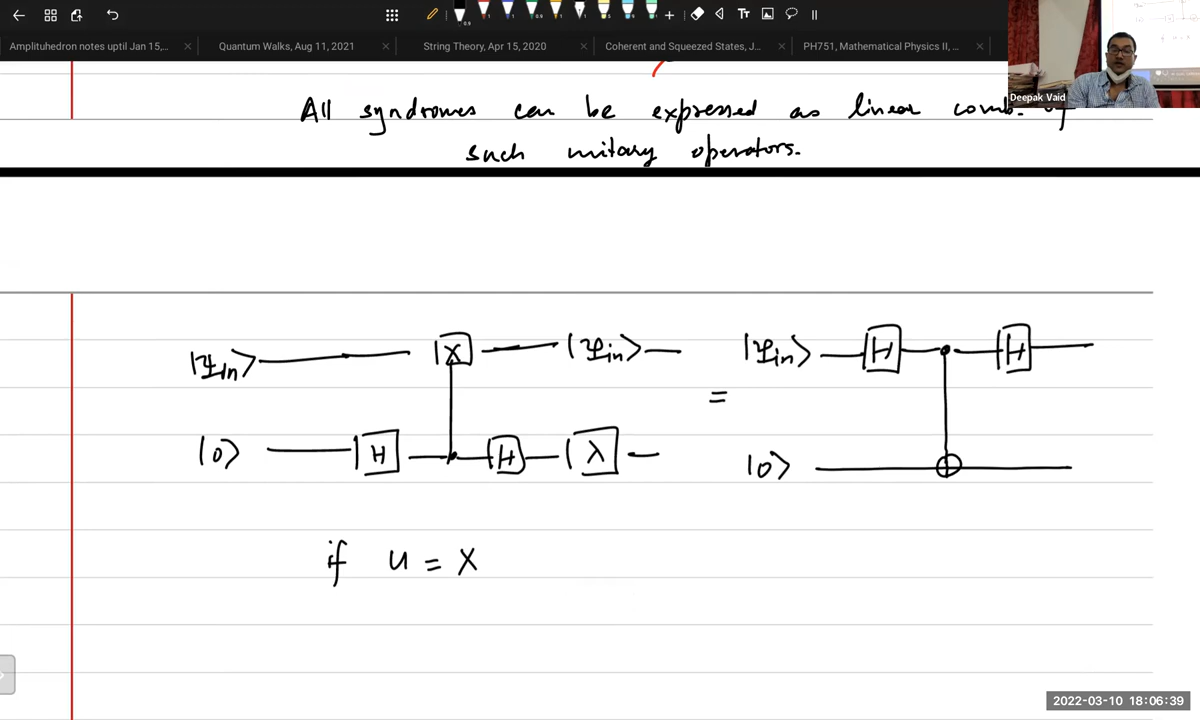 Amplituhedron notes uptil Jan 15,... × Quantum Walks, Aug 11, 2021 × String Theory, Apr 15, 2020 × Coherent and Squeezed States, J... × PH751, Mathematical Physics II, ... ×
Deepak Vaid
All syndromes can be expressed as linear comb. of
such unitary operators.
|Ψin⟩ X |Ψin⟩ = |Ψin⟩ H H
|0⟩ H H λ |0⟩
if U = X
2022-03-10 18:06:39